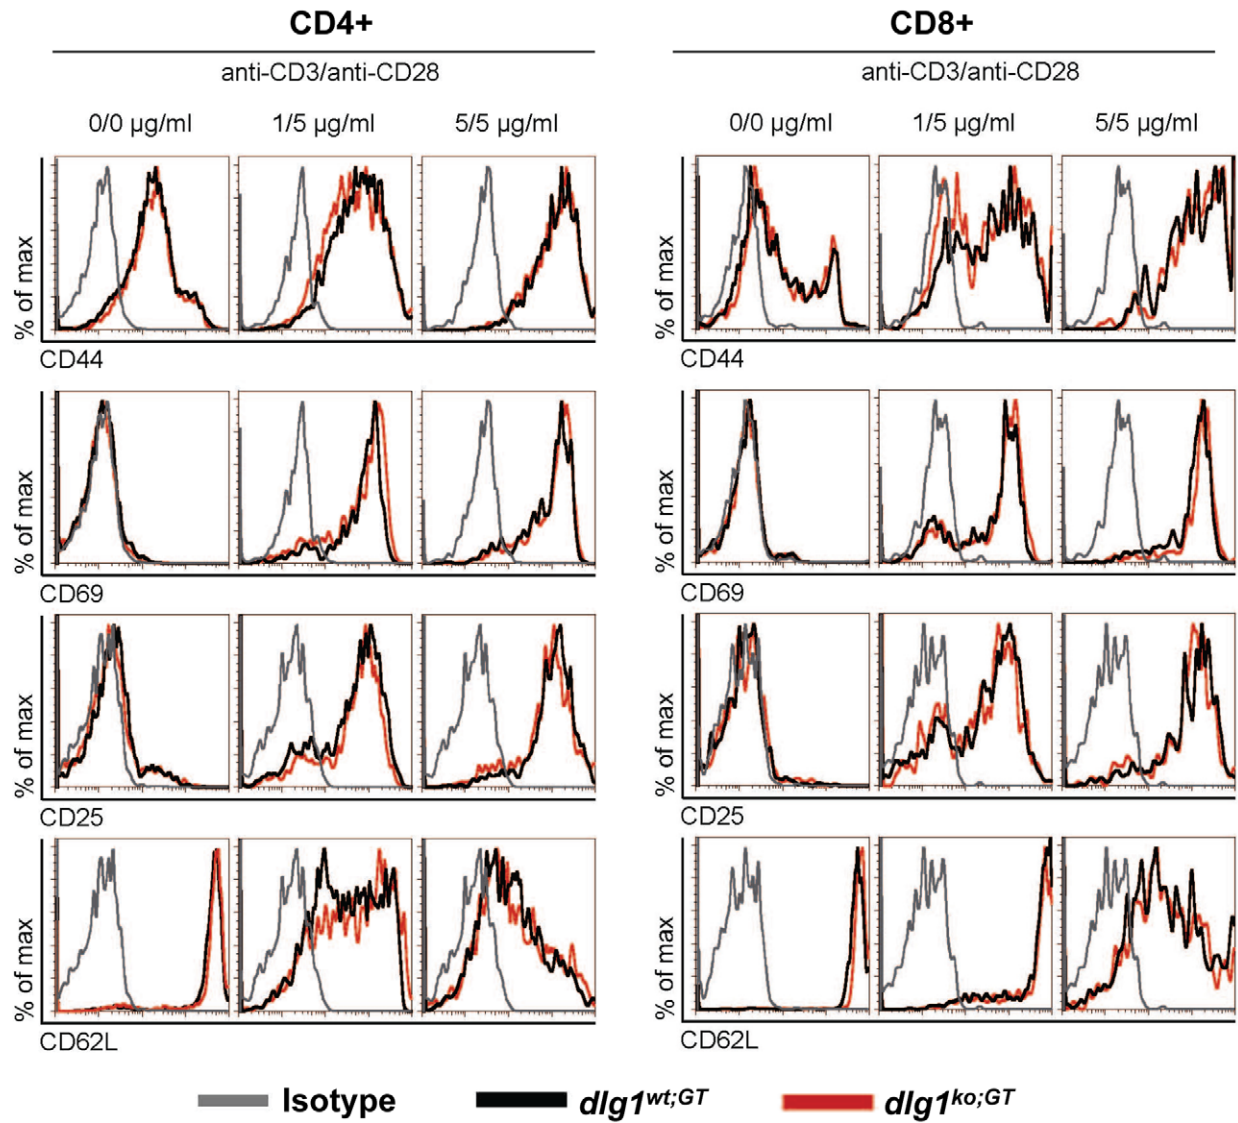 CD4+ CD8+
anti-CD3/anti-CD28 anti-CD3/anti-CD28
0/0 µg/ml 1/5 µg/ml 5/5 µg/ml 0/0 µg/ml 1/5 µg/ml 5/5 µg/ml
% of max % of max
CD44 CD44
% of max % of max
CD69 CD69
% of max % of max
CD25 CD25
% of max % of max
CD62L CD62L
Isotype dlg1wt;GT dlg1ko;GT